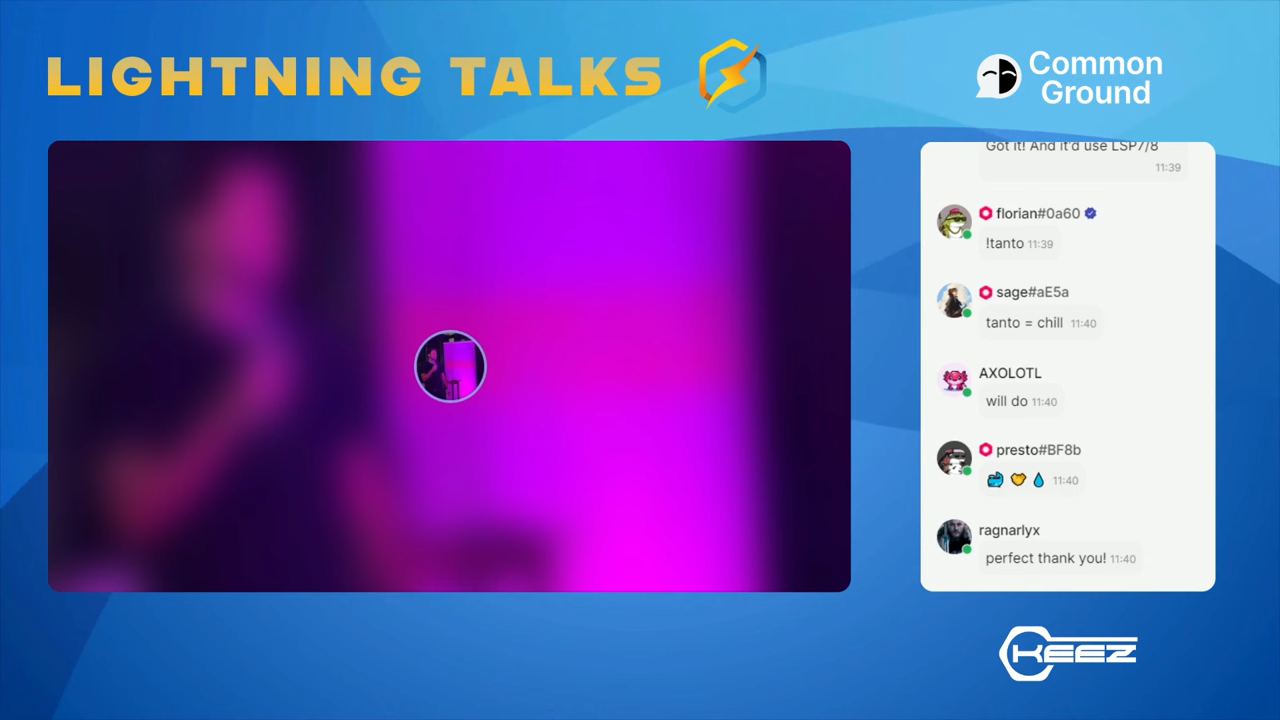 LIGHTNING TALKS
Common
Ground
Got it! And it'd use LSP7/8
11:39
florian#0a60
!tanto 11:39
sage#aE5a
tanto = chill 11:40
AXOLOTL
will do 11:40
presto#BF8b
11:40
ragnarlyx
perfect thank you! 11:40
KEEZ